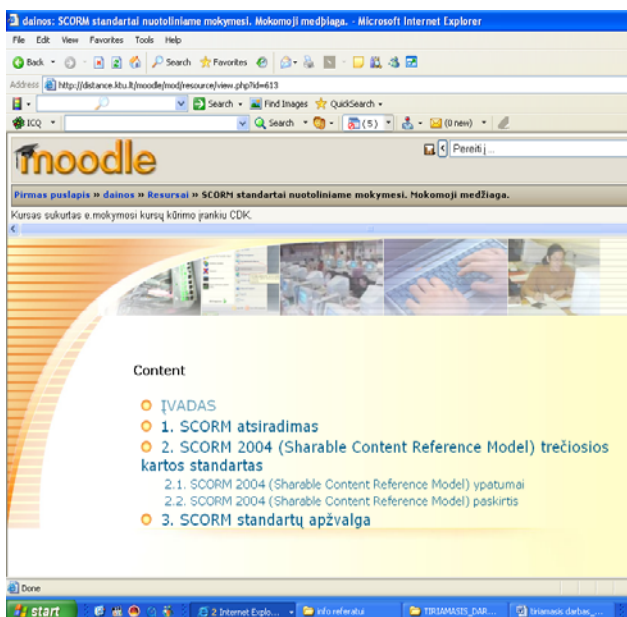 dainos: SCORM standartai nuotoliniame mokymesi. Mokomoji medþiaga. - Microsoft Internet Explorer
File Edit View Favorites Tools Help
Back Search Favorites
Address http://distance.ktu.lt/moodle/mod/resource/view.php?id=613
Search Find Images QuickSearch
ICQ Search (5) (0 new)
moodle Pereiti į ...
Pirmas puslapis » dainos » Resursai » SCORM standartai nuotoliniame mokymesi. Mokomoji medžiaga.
Kursas sukurtas e.mokymosi kursų kūrimo įrankiu CDK.
Content
ĮVADAS
1. SCORM atsiradimas
2. SCORM 2004 (Sharable Content Reference Model) trečiosios
kartos standartas
2.1. SCORM 2004 (Sharable Content Reference Model) ypatumai
2.2. SCORM 2004 (Sharable Content Reference Model) paskirtis
3. SCORM standartų apžvalga
Done
start 2 Internet Explo... info referatui TIRIAMASIS_DAR... tiriamasis darbas_...